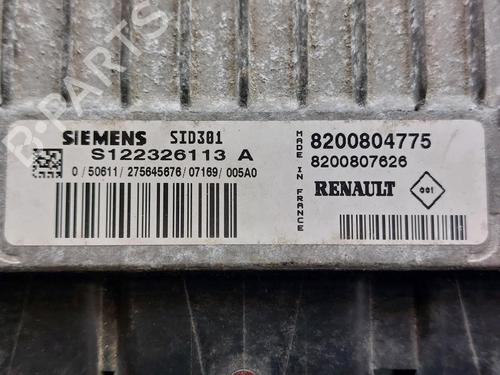 R-PARTS
SIEMENS SID301
S122326113 A
0 / 50611 / 275645676 / 07169 / 005A0
MADE IN FRANCE
8200804775
8200807626
RENAULT
001